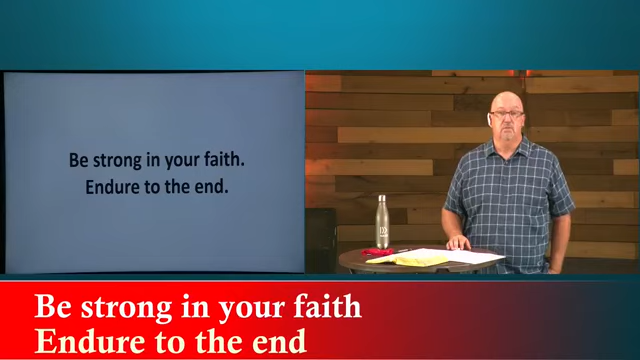 Be strong in your faith.
Endure to the end.
Be strong in your faith
Endure to the end